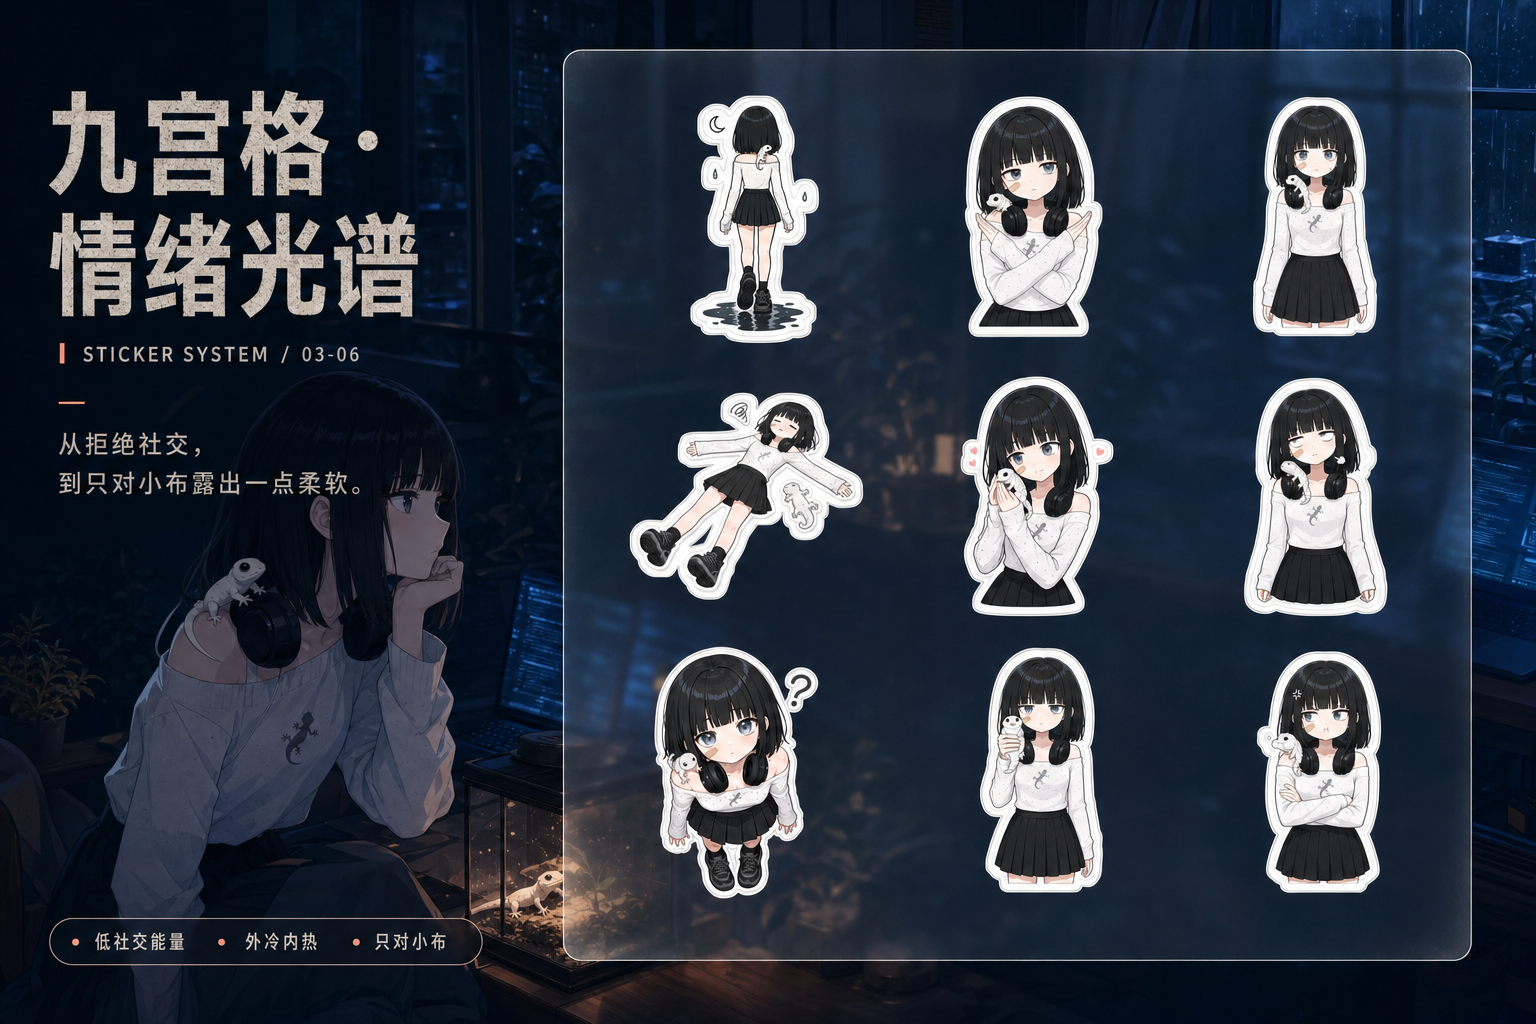 九宫格·
情绪光谱
STICKER SYSTEM / 03-06
从拒绝社交，
到只对小布露出一点柔软。
• 低社交能量 • 外冷内热 • 只对小布
?